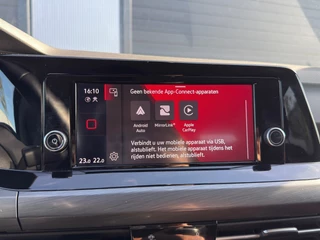 16:10
Geen bekende App-Connect-apparaten
Android
Auto
MirrorLink®
Apple
CarPlay
Verbindt u uw mobiele apparaat via USB,
alstublieft. Het mobiele apparaat tijdens het
rijden niet bedienen, alstublieft.
23.0 22.0